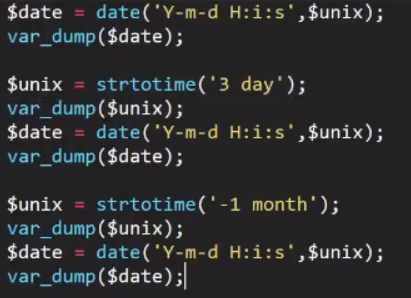 $date = date('Y-m-d H:i:s',$unix);
var_dump($date);
$unix = strtotime('3 day');
var_dump($unix);
$date = date('Y-m-d H:i:s',$unix);
var_dump($date);
$unix = strtotime('-1 month');
var_dump($unix);
$date = date('Y-m-d H:i:s',$unix);
var_dump($date);